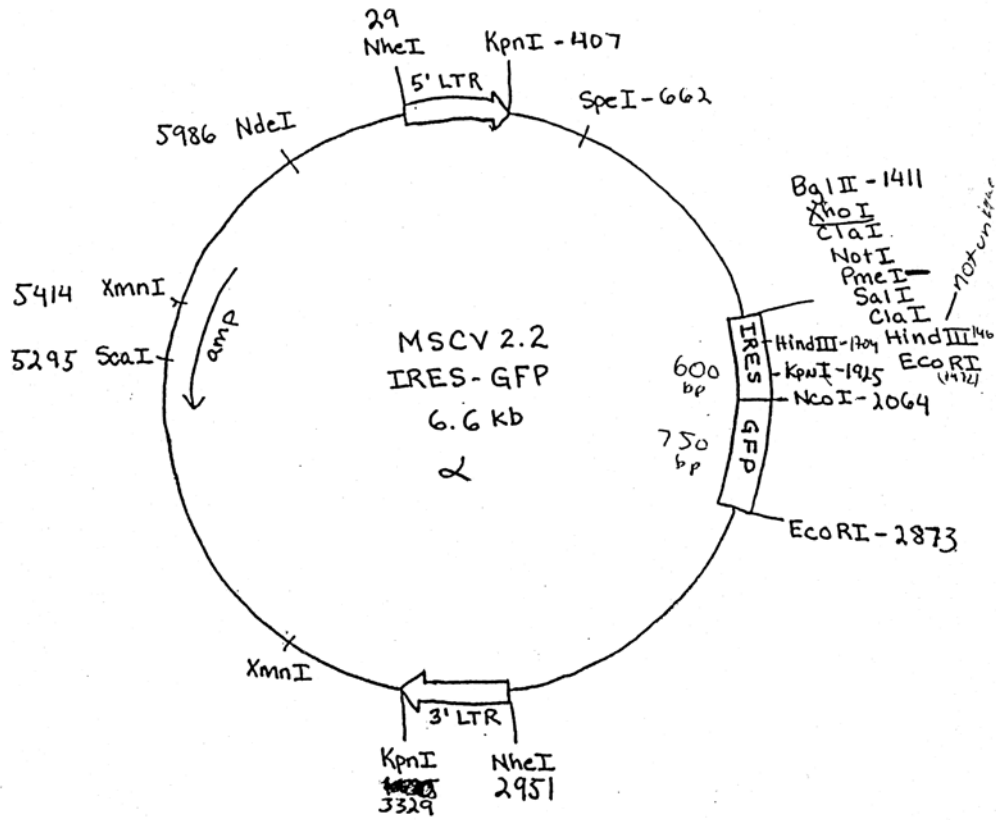 29
NheI
KpnI - 407
5' LTR
SpeI - 662
5986 NdeI
BglII - 1411
XhoI
ClaI
NotI
PmeI
SalI
ClaI
HindIII 146
not unique
EcoRI
5414 XmnI
5295 ScaI
amp
MSCV 2.2
IRES - GFP
6.6 kb
α
IRES
600
bp
HindIII - 1704
KpnI - 1925
NcoI - 2064
GFP
750
bp
EcoRI - 2873
XmnI
3' LTR
KpnI
3329
NheI
2951